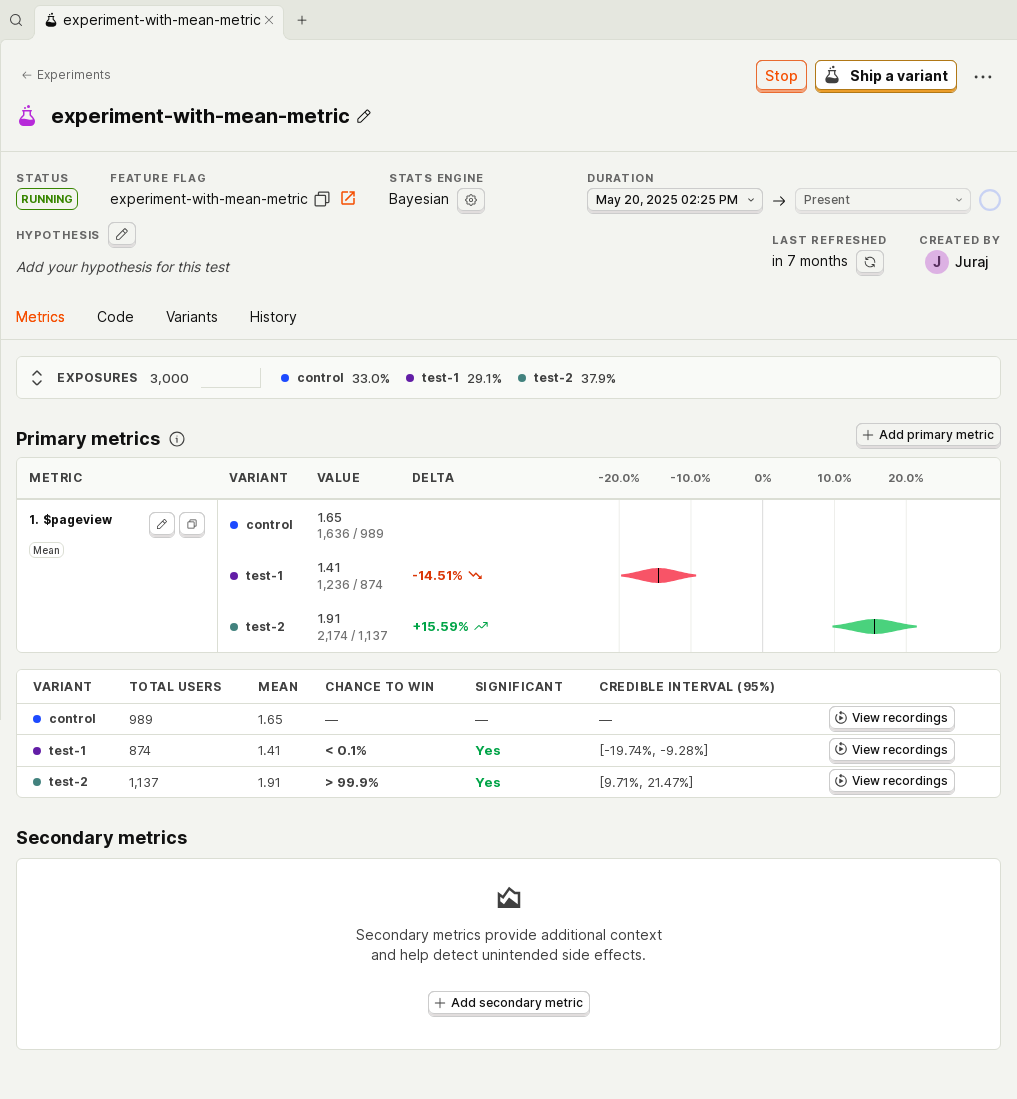 experiment-with-mean-metric
Experiments
Stop
Ship a variant
experiment-with-mean-metric
STATUS
FEATURE FLAG
STATS ENGINE
DURATION
RUNNING
experiment-with-mean-metric
Bayesian
May 20, 2025 02:25 PM
Present
HYPOTHESIS
LAST REFRESHED
CREATED BY
Add your hypothesis for this test
in 7 months
J Juraj
Metrics Code Variants History
EXPOSURES 3,000 control 33.0% test-1 29.1% test-2 37.9%
Primary metrics
Add primary metric
METRIC VARIANT VALUE DELTA -20.0% -10.0% 0% 10.0% 20.0%
1. $pageview
Mean
control
1.65
1,636 / 989
test-1
1.41
1,236 / 874
-14.51%
test-2
1.91
2,174 / 1,137
+15.59%
VARIANT TOTAL USERS MEAN CHANCE TO WIN SIGNIFICANT CREDIBLE INTERVAL (95%)
control 989 1.65 — — — View recordings
test-1 874 1.41 < 0.1% Yes [-19.74%, -9.28%] View recordings
test-2 1,137 1.91 > 99.9% Yes [9.71%, 21.47%] View recordings
Secondary metrics
Secondary metrics provide additional context
and help detect unintended side effects.
Add secondary metric